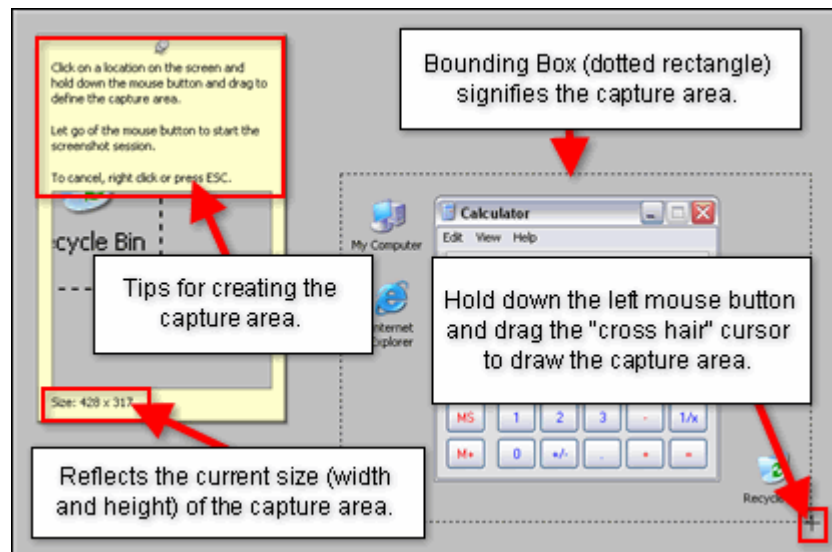 Click on a location on the screen and
hold down the mouse button and drag to
define the capture area.
Let go of the mouse button to start the
screenshot session.
To cancel, right click or press ESC.
cycle Bin
Size: 428 x 317
Tips for creating the
capture area.
Reflects the current size (width
and height) of the capture area.
Bounding Box (dotted rectangle)
signifies the capture area.
My Computer
Internet
Explorer
Calculator
Edit View Help
Hold down the left mouse button
and drag the "cross hair" cursor
to draw the capture area.
MS 1 2 3 - 1/x
M+ 0 +/- . + =
Recycle